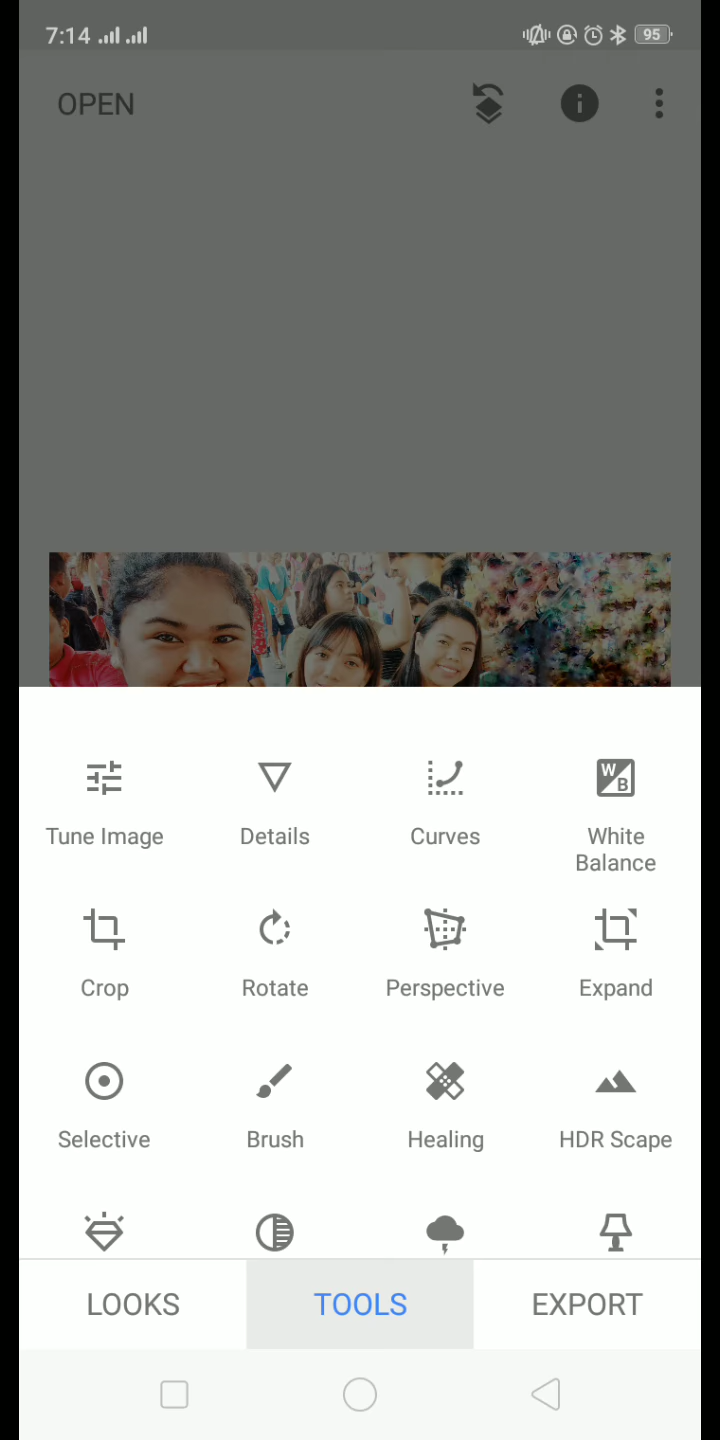 7:14
95
OPEN
Tune Image
Details
Curves
W
B
White
Balance
Crop
Rotate
Perspective
Expand
Selective
Brush
Healing
HDR Scape
LOOKS
TOOLS
EXPORT